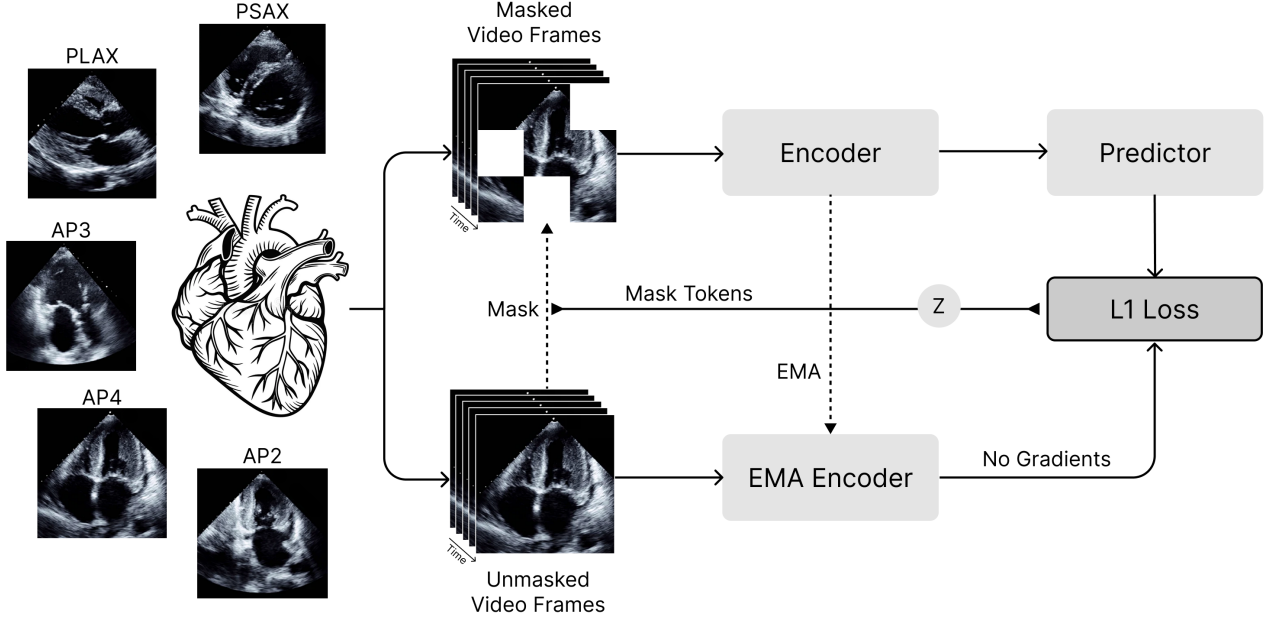 PSAX
PLAX
AP3
AP4
AP2
Masked
Video Frames
Time
Encoder
Predictor
Mask
Mask Tokens
Z
L1 Loss
EMA
EMA Encoder
No Gradients
Time
Unmasked
Video Frames